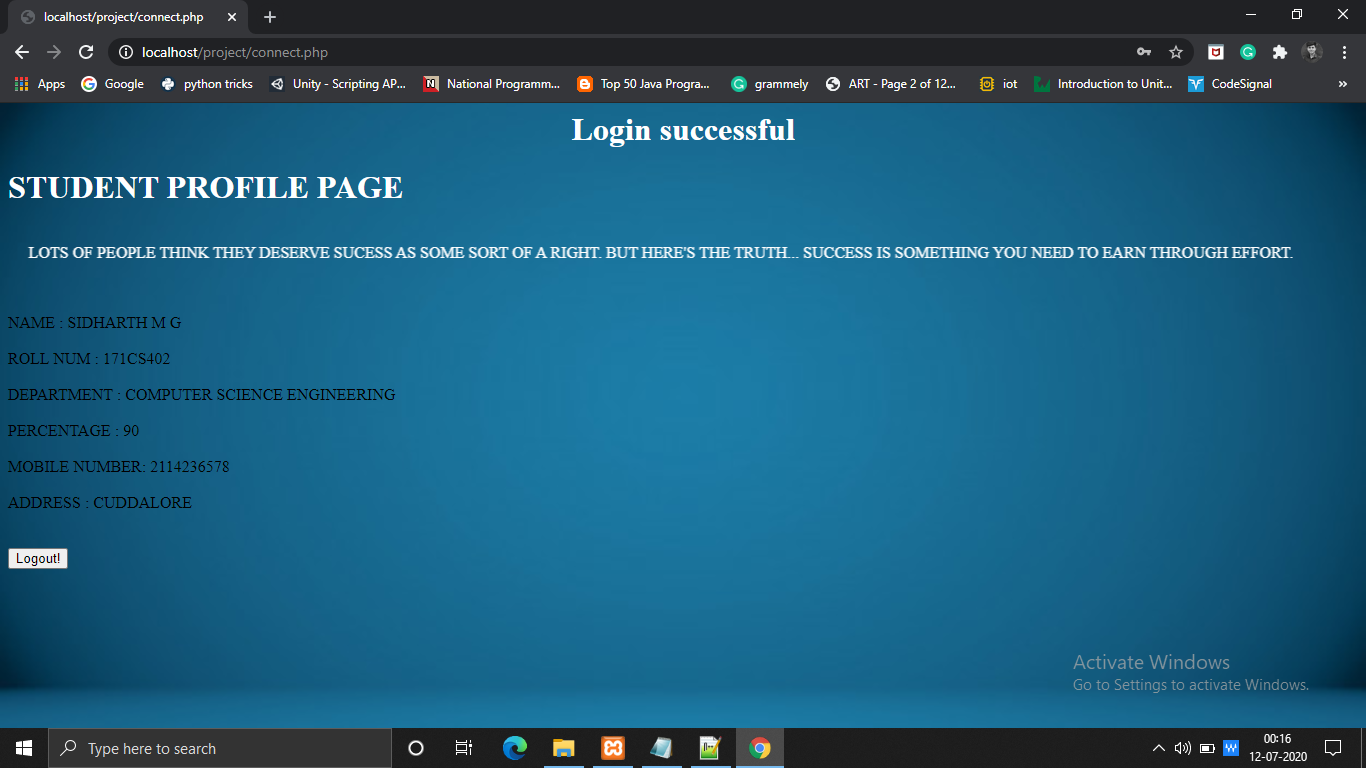 localhost/project/connect.php
localhost/project/connect.php
Apps Google python tricks Unity - Scripting AP... National Programm... Top 50 Java Progra... grammely ART - Page 2 of 12... iot Introduction to Unit... CodeSignal »
Login successful
STUDENT PROFILE PAGE
LOTS OF PEOPLE THINK THEY DESERVE SUCESS AS SOME SORT OF A RIGHT. BUT HERE'S THE TRUTH... SUCCESS IS SOMETHING YOU NEED TO EARN THROUGH EFFORT.
NAME : SIDHARTH M G
ROLL NUM : 171CS402
DEPARTMENT : COMPUTER SCIENCE ENGINEERING
PERCENTAGE : 90
MOBILE NUMBER: 2114236578
ADDRESS : CUDDALORE
Logout!
Activate Windows
Go to Settings to activate Windows.
Type here to search
00:16
12-07-2020